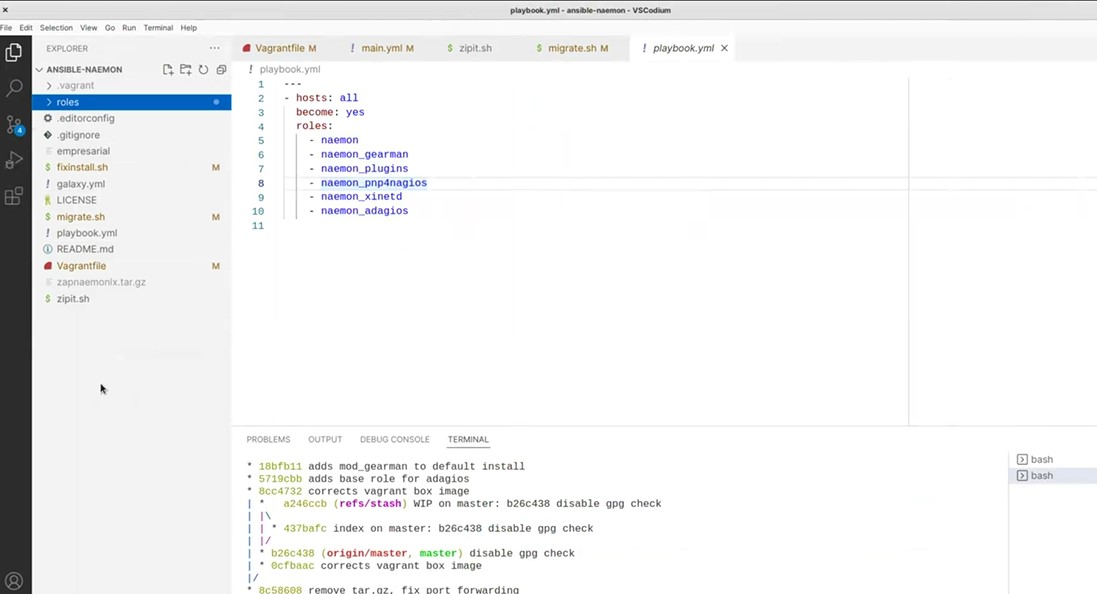 playbook.yml - ansible-naemon - VSCodium
File Edit Selection View Go Run Terminal Help
EXPLORER
ANSIBLE-NAEMON
.vagrant
roles
.editorconfig
.gitignore
empresarial
fixinstall.sh M
galaxy.yml
LICENSE
migrate.sh M
playbook.yml
README.md
Vagrantfile M
zapnaemonlx.tar.gz
zipit.sh
4
Vagrantfile M ! main.yml M $ zipit.sh $ migrate.sh M ! playbook.yml
! playbook.yml
1 ---
2 - hosts: all
3 become: yes
4 roles:
5 - naemon
6 - naemon_gearman
7 - naemon_plugins
8 - naemon_pnp4nagios
9 - naemon_xinetd
10 - naemon_adagios
11
PROBLEMS OUTPUT DEBUG CONSOLE TERMINAL
* 18bfb11 adds mod_gearman to default install
* 5719cbb adds base role for adagios
* 8cc4732 corrects vagrant box image
| * a246ccb (refs/stash) WIP on master: b26c438 disable gpg check
| |\
| | * 437bafc index on master: b26c438 disable gpg check
| |/
| * b26c438 (origin/master, master) disable gpg check
| * 0cfbaac corrects vagrant box image
|/
* 8c58608 remove tar.gz, fix port forwarding
bash
bash